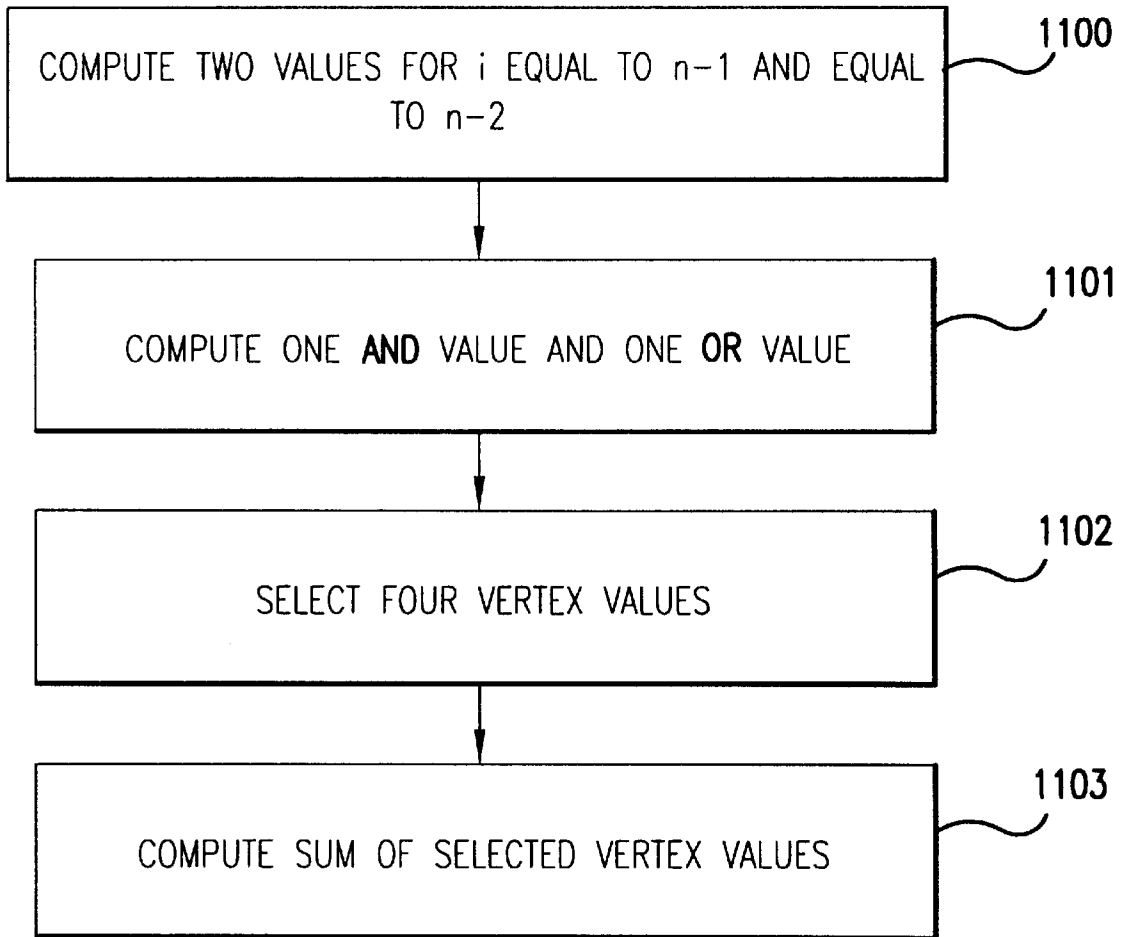 1100
COMPUTE TWO VALUES FOR i EQUAL TO n-1 AND EQUAL
TO n-2
1101
COMPUTE ONE AND VALUE AND ONE OR VALUE
1102
SELECT FOUR VERTEX VALUES
1103
COMPUTE SUM OF SELECTED VERTEX VALUES